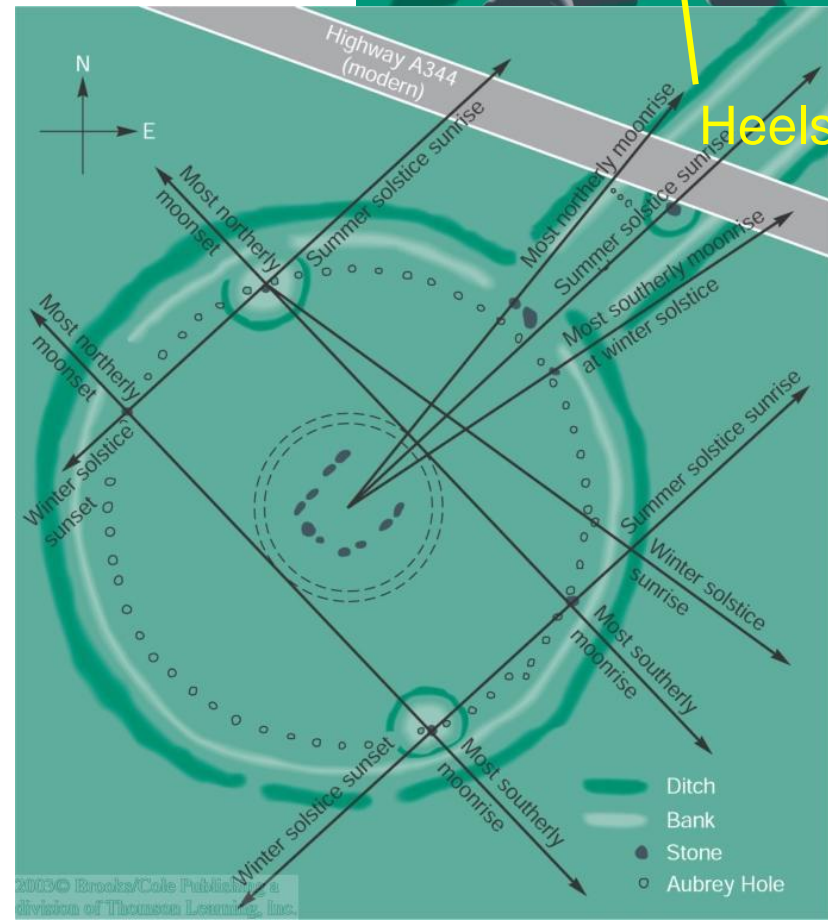 Highway A344
(modern)
Heels
N
E
Most northerly
moonset
Summer solstice sunrise
Most northerly moonrise
Summer solstice sunrise
Most southerly moonrise
at winter solstice
Most northerly
moonset
Winter solstice
sunset
Summer solstice sunrise
Winter solstice
sunrise
Most southerly
moonrise
Winter solstice sunset
Most southerly
moonrise
Ditch
Bank
Stone
Aubrey Hole
2003© Brooks/Cole Publishing a
division of Thomson Learning, Inc.